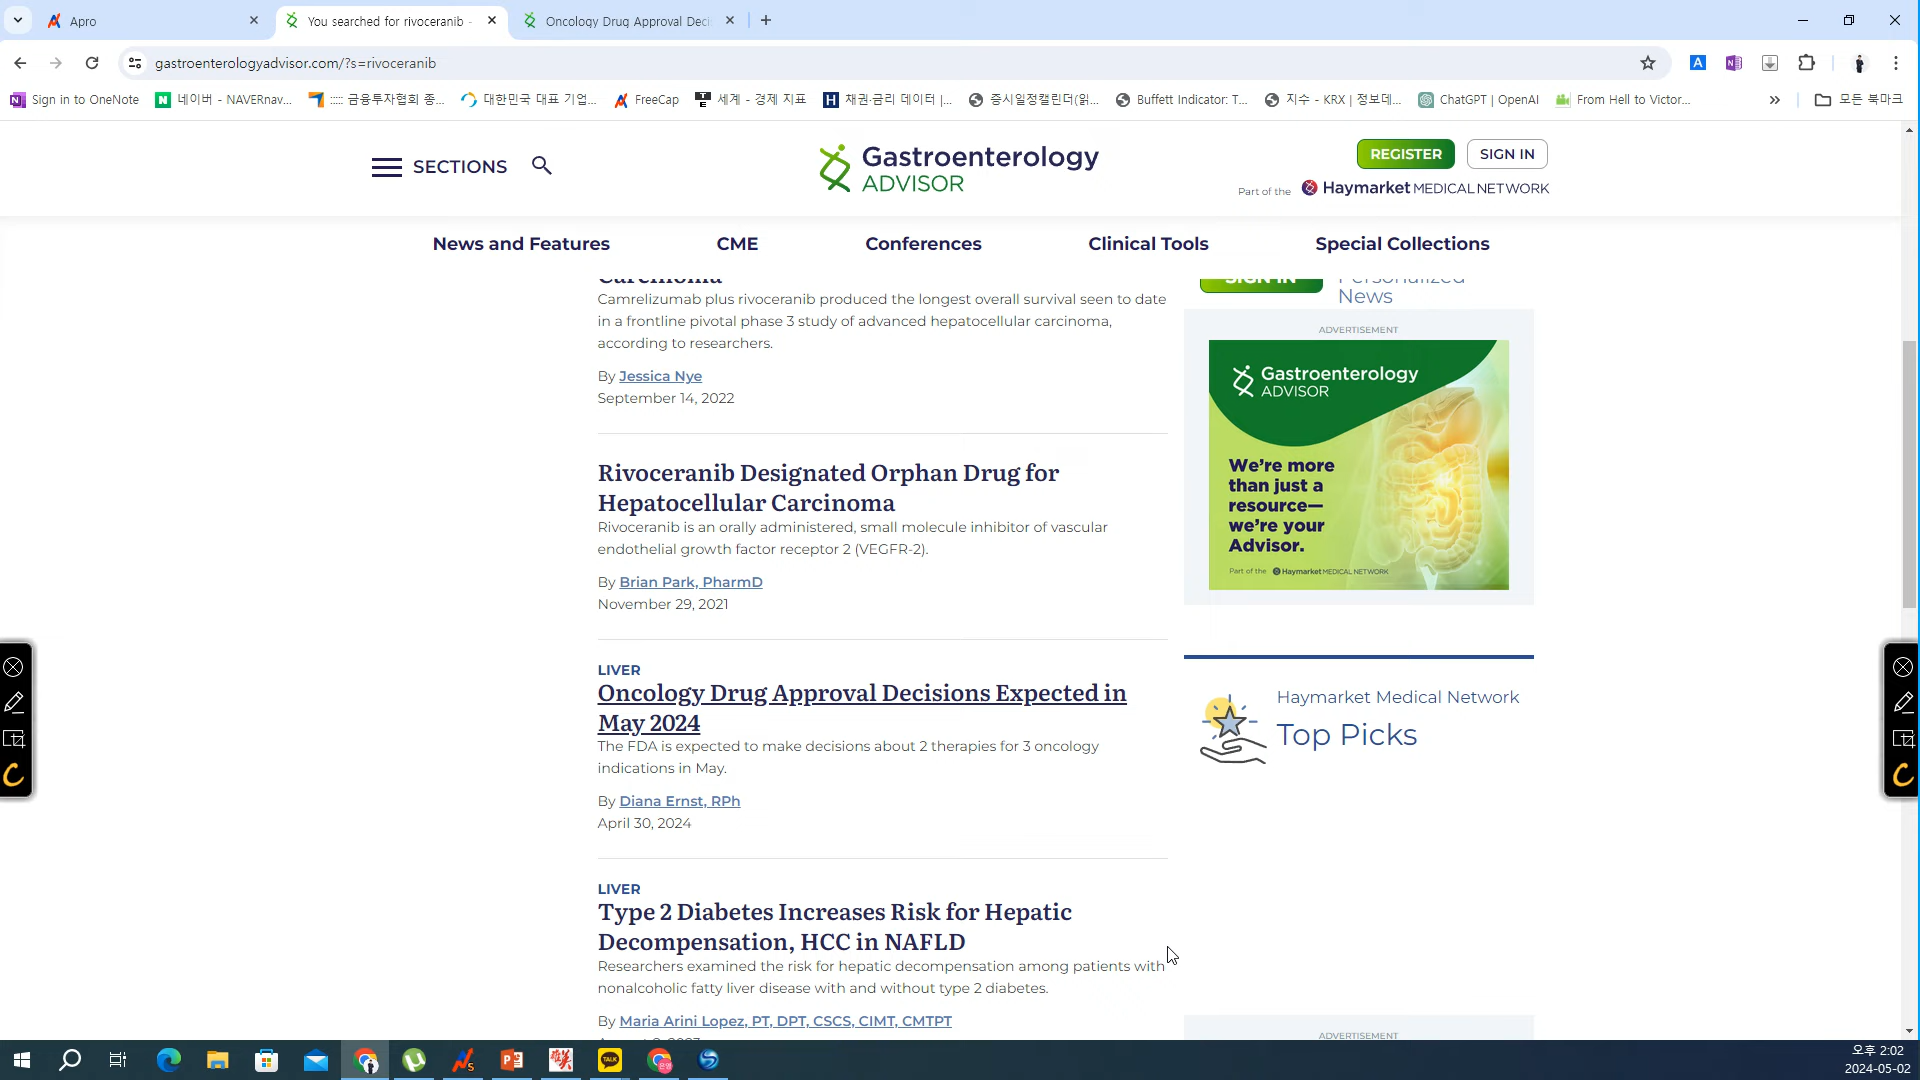 Apro
You searched for rivoceranib -
Oncology Drug Approval Deci
gastroenterologyadvisor.com/?s=rivoceranib
Sign in to OneNote
네이버 - NAVERnav...
::::: 금융투자협회 종...
대한민국 대표 기업...
FreeCap
세계 - 경제 지표
채권·금리 데이터 |...
증시일정캘린더(읽...
Buffett Indicator: T...
지수 - KRX | 정보데...
ChatGPT | OpenAI
From Hell to Victor...
모든 북마크
SECTIONS
Gastroenterology
ADVISOR
REGISTER
SIGN IN
Part of the Haymarket MEDICAL NETWORK
News and Features
CME
Conferences
Clinical Tools
Special Collections
Carcinoma
Camrelizumab plus rivoceranib produced the longest overall survival seen to date
in a frontline pivotal phase 3 study of advanced hepatocellular carcinoma,
according to researchers.
By Jessica Nye
September 14, 2022
Rivoceranib Designated Orphan Drug for
Hepatocellular Carcinoma
Rivoceranib is an orally administered, small molecule inhibitor of vascular
endothelial growth factor receptor 2 (VEGFR-2).
By Brian Park, PharmD
November 29, 2021
LIVER
Oncology Drug Approval Decisions Expected in
May 2024
The FDA is expected to make decisions about 2 therapies for 3 oncology
indications in May.
By Diana Ernst, RPh
April 30, 2024
LIVER
Type 2 Diabetes Increases Risk for Hepatic
Decompensation, HCC in NAFLD
Researchers examined the risk for hepatic decompensation among patients with
nonalcoholic fatty liver disease with and without type 2 diabetes.
By Maria Arini Lopez, PT, DPT, CSCS, CIMT, CMTPT
SIGN IN
Personalized
News
ADVERTISEMENT
Gastroenterology
ADVISOR
We're more
than just a
resource—
we're your
Advisor.
Part of the Haymarket MEDICAL NETWORK
Haymarket Medical Network
Top Picks
ADVERTISEMENT
오후 2:02
2024-05-02